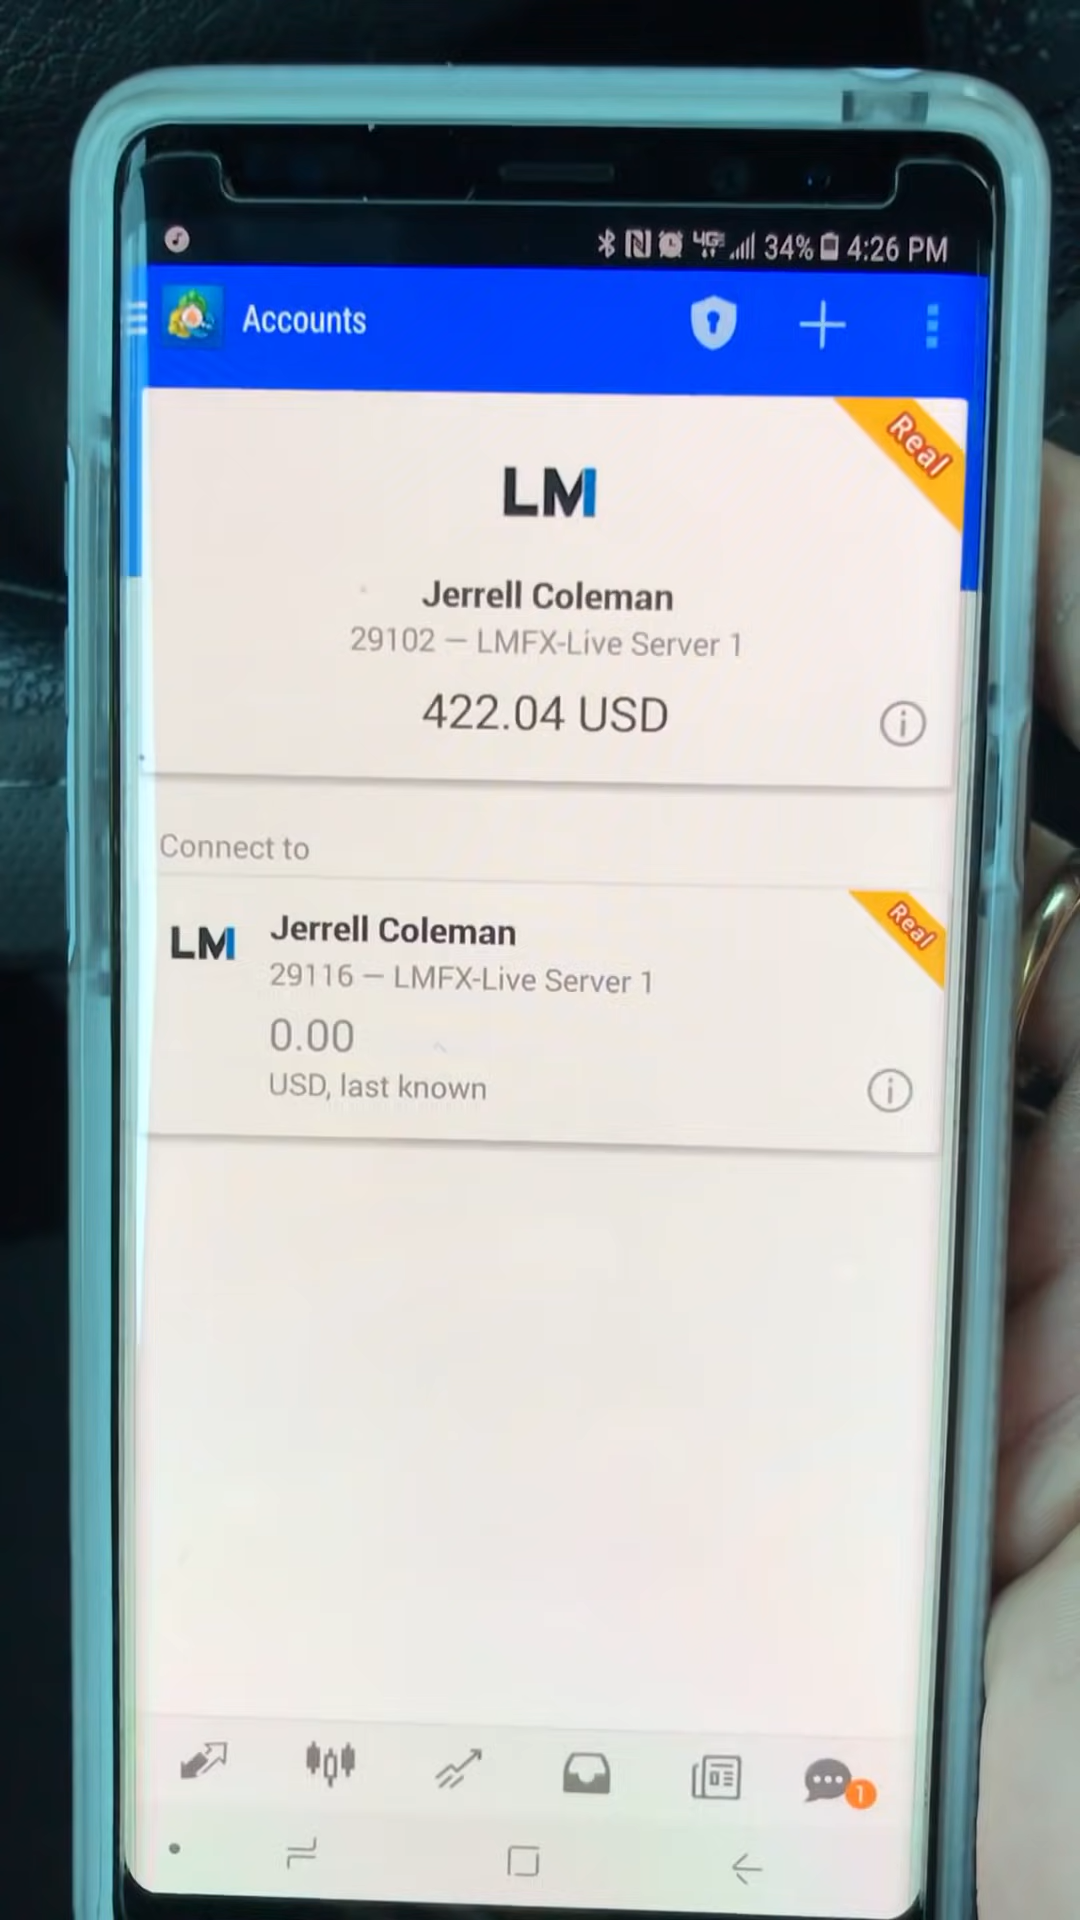 34% 4:26 PM
Accounts
Real
LM
Jerrell Coleman
29102 – LMFX-Live Server 1
422.04 USD
Connect to
Real
LM
Jerrell Coleman
29116 – LMFX-Live Server 1
0.00
USD, last known
1